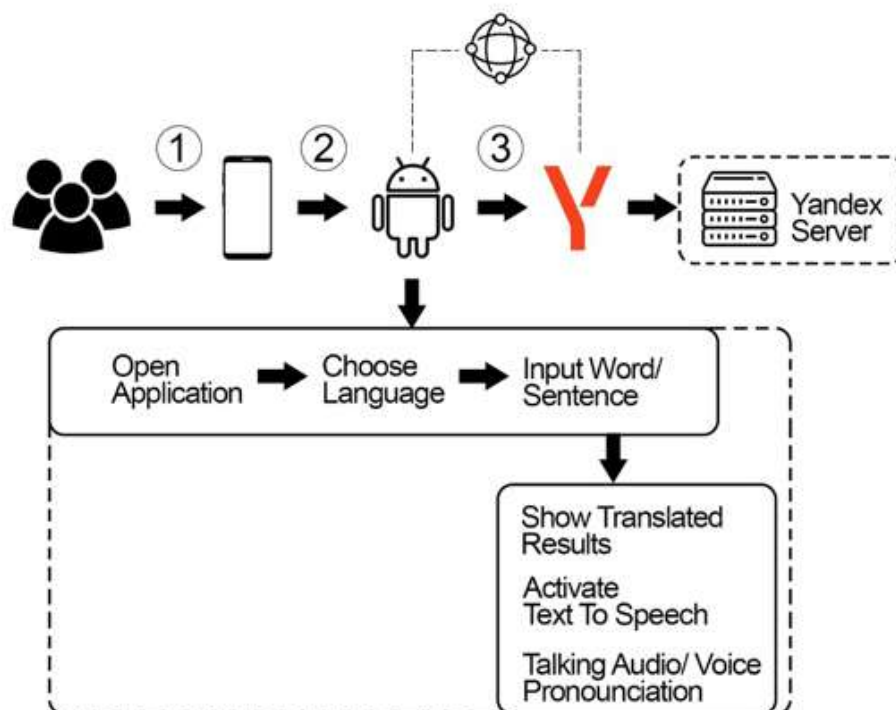 1
2
3
Yandex
Server
Open
Application
Choose
Language
Input Word/
Sentence
Show Translated
Results
Activate
Text To Speech
Talking Audio/ Voice
Pronounciation